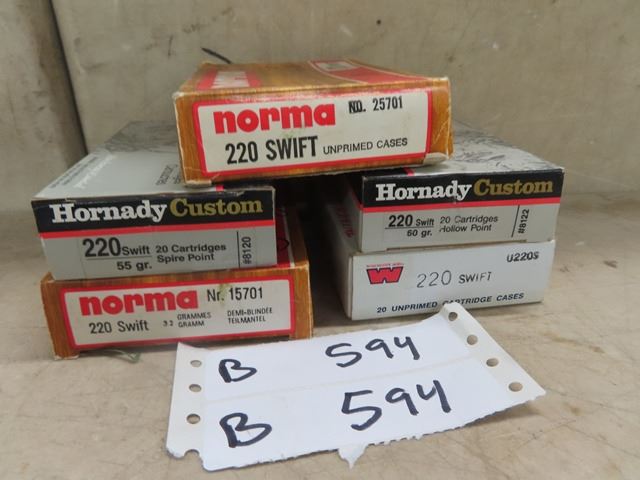 norma NO. 25701
220 SWIFT UNPRIMED CASES
Hornady Custom
220 Swift 20 Cartridges
55 gr. Spire Point
#8120
Hornady Custom
220 Swift 20 Cartridges
60 gr. Hollow Point
#8122
norma Nr. 15701
220 Swift GRAMMES DEMI-BLINDÉE
GRAMM TEILMANTEL
U220S
W 220 SWIFT
20 UNPRIMED CARTRIDGE CASES
B 594
B 594